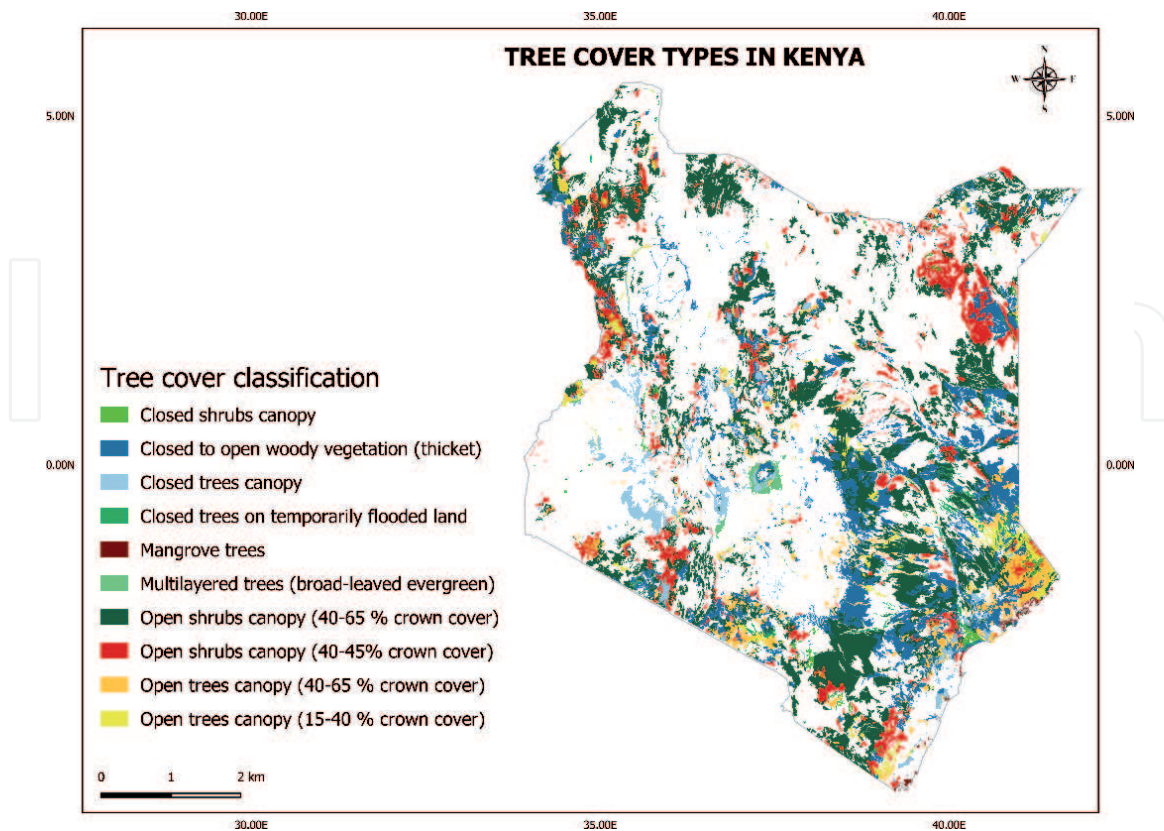 30.00E 35.00E 40.00E
TREE COVER TYPES IN KENYA
N
W E
S
5.00N 5.00N
Tree cover classification
Closed shrubs canopy
Closed to open woody vegetation (thicket)
0.00N 0.00N
Closed trees canopy
Closed trees on temporarily flooded land
Mangrove trees
Multilayered trees (broad-leaved evergreen)
Open shrubs canopy (40-65 % crown cover)
Open shrubs canopy (40-45% crown cover)
Open trees canopy (40-65 % crown cover)
Open trees canopy (15-40 % crown cover)
0 1 2 km
30.00E 35.00E 40.00E